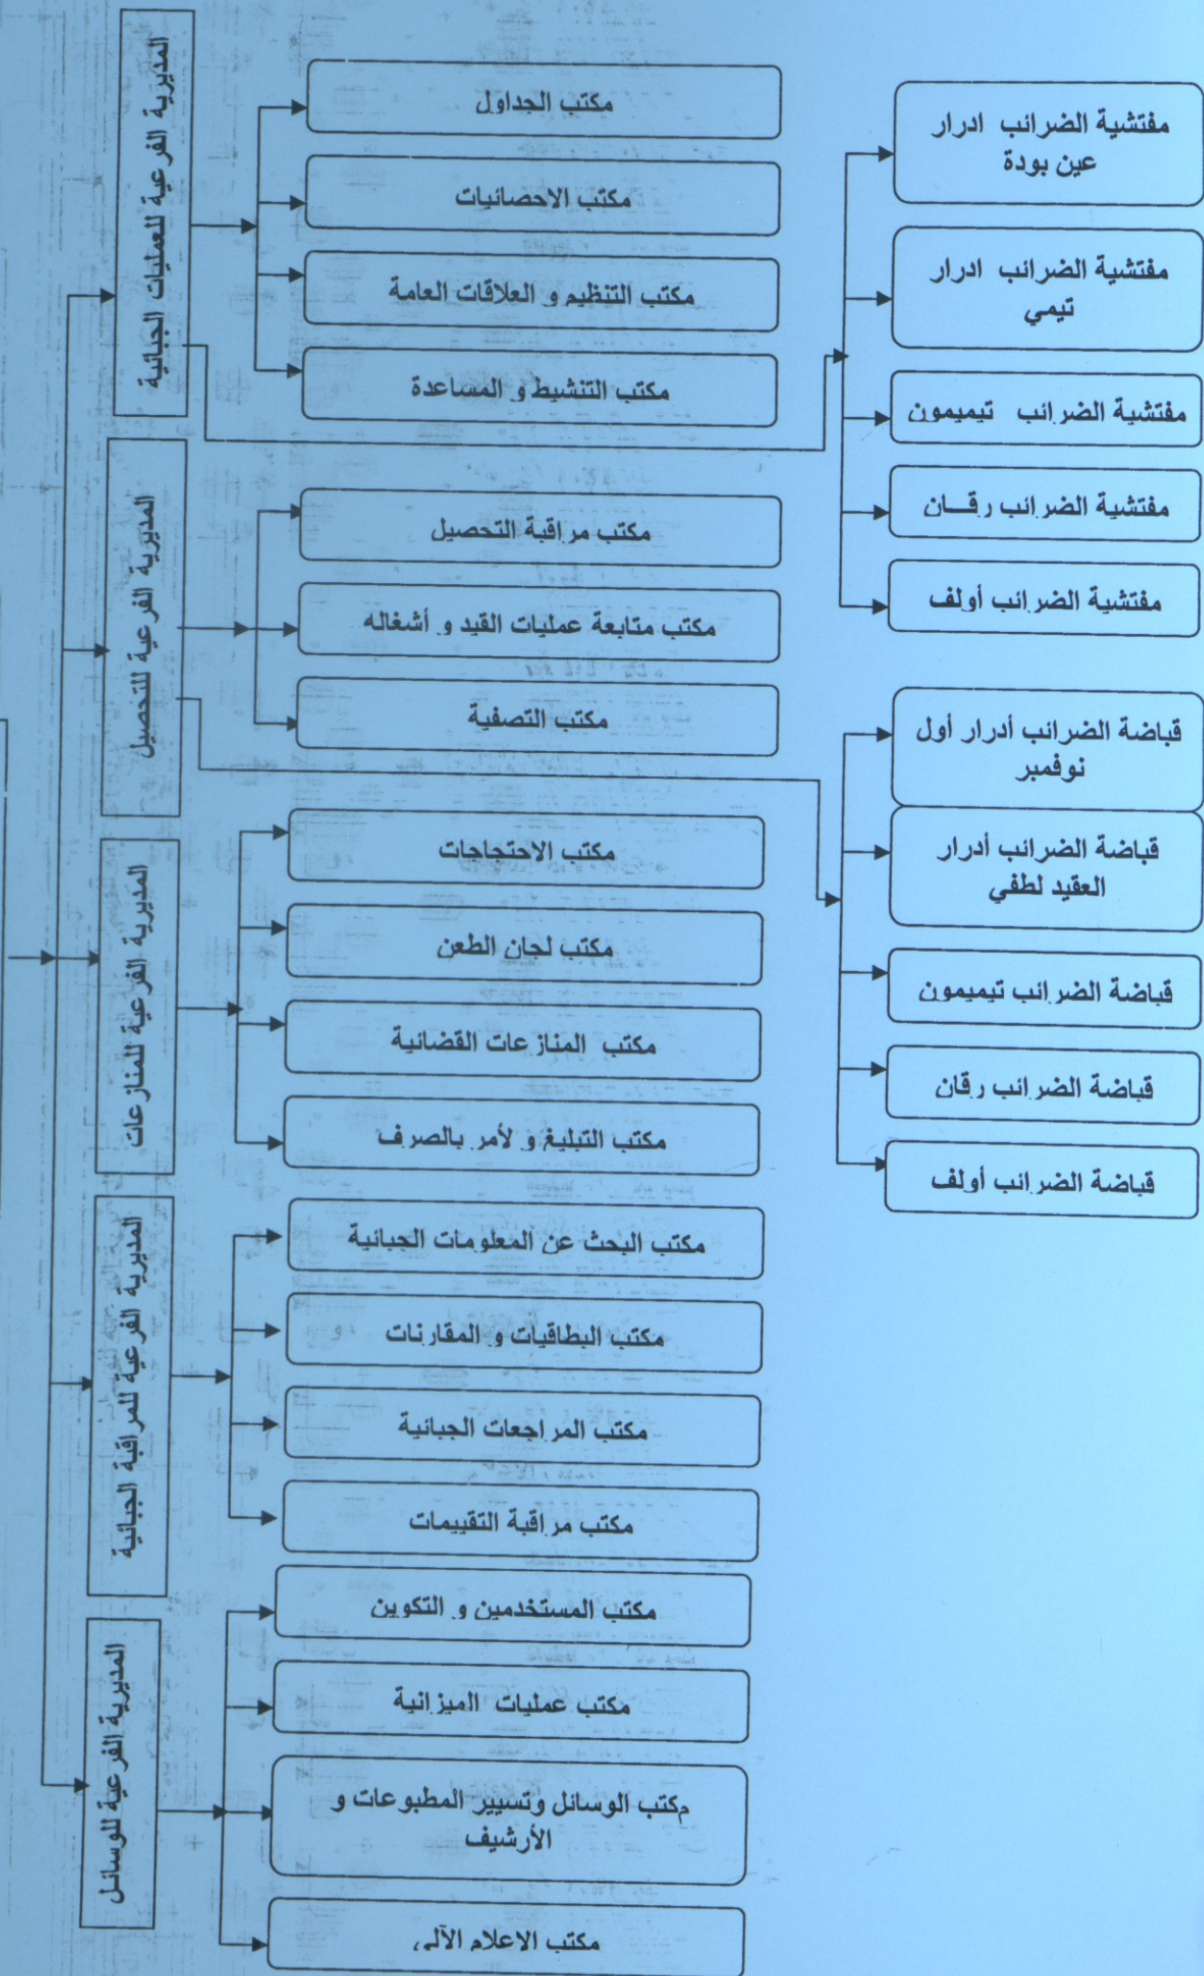 المديرية الفرعية للعمليات الجبائية
مكتب الجداول
مكتب الاحصائيات
مكتب التنظيم و العلاقات العامة
مكتب التنشيط و المساعدة
مفتشية الضرائب ادرار
عين بودة
مفتشية الضرائب ادرار
تيمي
مفتشية الضرائب تيميمون
مفتشية الضرائب رقــان
مفتشية الضرائب أولف
المديرية الفرعية للتحصيل
مكتب مراقبة التحصيل
مكتب متابعة عمليات القيد و أشغاله
مكتب التصفية
قباضة الضرائب أدرار أول
نوفمبر
قباضة الضرائب أدرار
العقيد لطفي
قباضة الضرائب تيميمون
قباضة الضرائب رقان
قباضة الضرائب أولف
المديرية الفرعية للمنازعات
مكتب الاحتجاجات
مكتب لجان الطعن
مكتب المنازعات القضائية
مكتب التبليغ و لأمر بالصرف
المديرية الفرعية للمراقبة الجبائية
مكتب البحث عن المعلومات الجبائية
مكتب البطاقيات و المقارنات
مكتب المراجعات الجبائية
مكتب مراقبة التقييمات
المديرية الفرعية للوسائل
مكتب المستخدمين و التكوين
مكتب عمليات الميزانية
مكتب الوسائل وتسيير المطبوعات و
الأرشيف
مكتب الاعلام الآلي